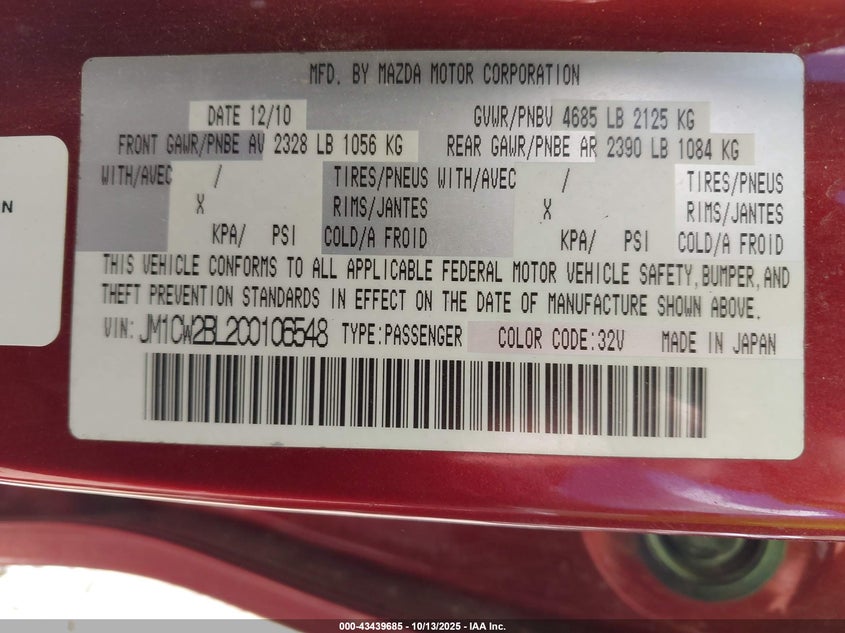 MFD. BY MAZDA MOTOR CORPORATION
DATE 12/10 GVWR/PNBV 4685 LB 2125 KG
FRONT GAWR/PNBE AV 2328 LB 1056 KG REAR GAWR/PNBE AR 2390 LB 1084 KG
WITH/AVEC / TIRES/PNEUS WITH/AVEC / TIRES/PNEUS
X RIMS/JANTES X RIMS/JANTES
KPA/ PSI COLD/A FROID KPA/ PSI COLD/A FROID
THIS VEHICLE CONFORMS TO ALL APPLICABLE FEDERAL MOTOR VEHICLE SAFETY, BUMPER, AND
THEFT PREVENTION STANDARDS IN EFFECT ON THE DATE OF MANUFACTURE SHOWN ABOVE.
VIN: JM1CW2BL2C0106548 TYPE:PASSENGER COLOR CODE:32V MADE IN JAPAN
000-43439685 - 10/13/2025 - IAA Inc.